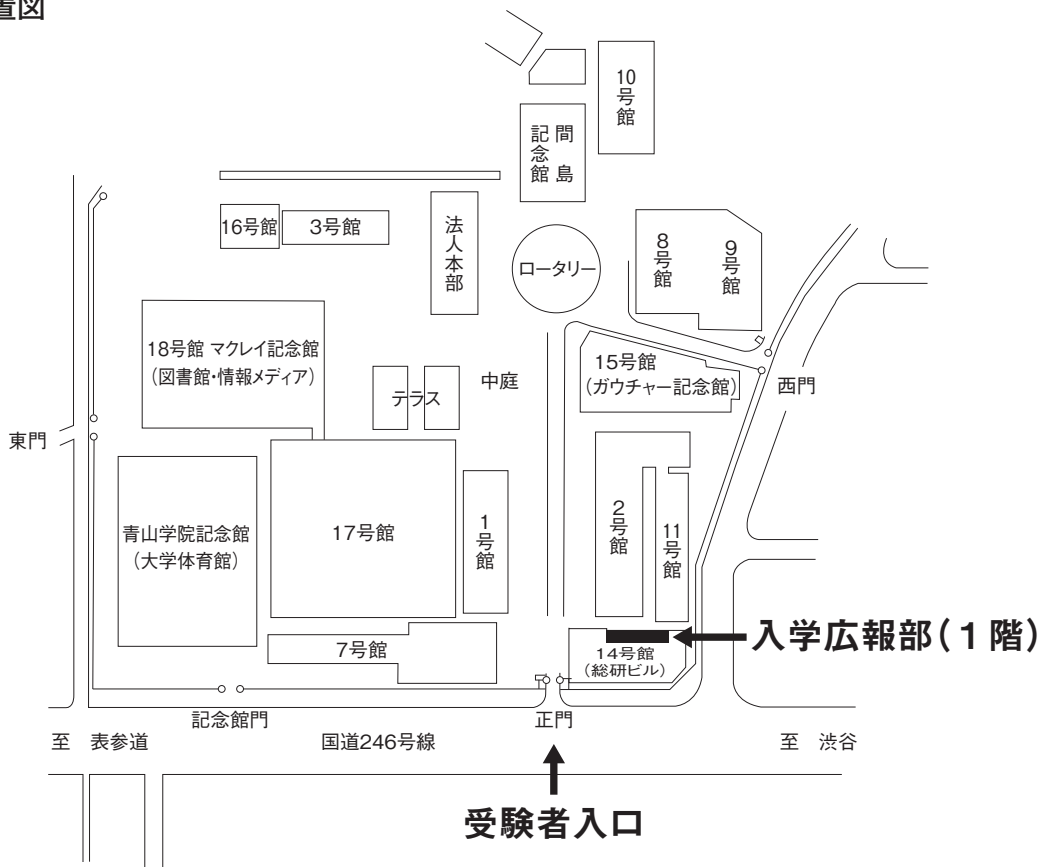 置図
10号館
間島記念館
16号館
3号館
法人本部
ロータリー
8号館
9号館
18号館 マクレイ記念館
(図書館・情報メディア)
15号館
(ガウチャー記念館)
テラス
中庭
西門
東門
青山学院記念館
(大学体育館)
17号館
1号館
2号館
11号館
入学広報部(1階)
7号館
14号館
(総研ビル)
記念館門
正門
至 表参道
国道246号線
至 渋谷
受験者入口